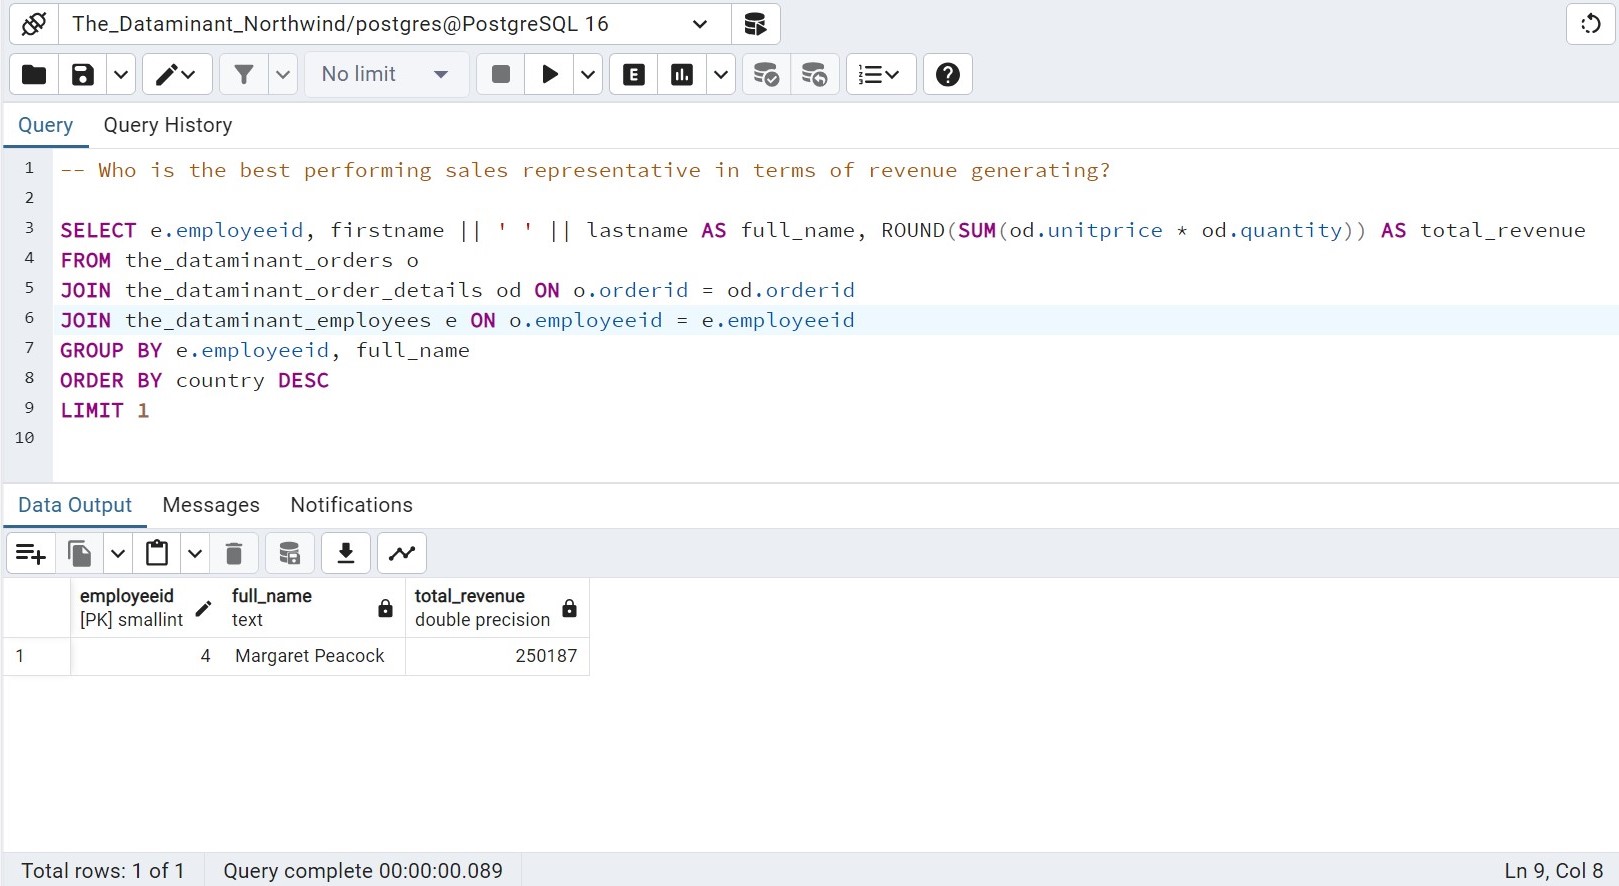 The_Dataminant_Northwind/postgres@PostgreSQL 16
No limit
E
Query Query History
1 -- Who is the best performing sales representative in terms of revenue generating?
2
3 SELECT e.employeeid, firstname || ' ' || lastname AS full_name, ROUND(SUM(od.unitprice * od.quantity)) AS total_revenue
4 FROM the_dataminant_orders o
5 JOIN the_dataminant_order_details od ON o.orderid = od.orderid
6 JOIN the_dataminant_employees e ON o.employeeid = e.employeeid
7 GROUP BY e.employeeid, full_name
8 ORDER BY country DESC
9 LIMIT 1
10
Data Output Messages Notifications
employeeid full_name total_revenue
[PK] smallint text double precision
1 4 Margaret Peacock 250187
Total rows: 1 of 1 Query complete 00:00:00.089 Ln 9, Col 8